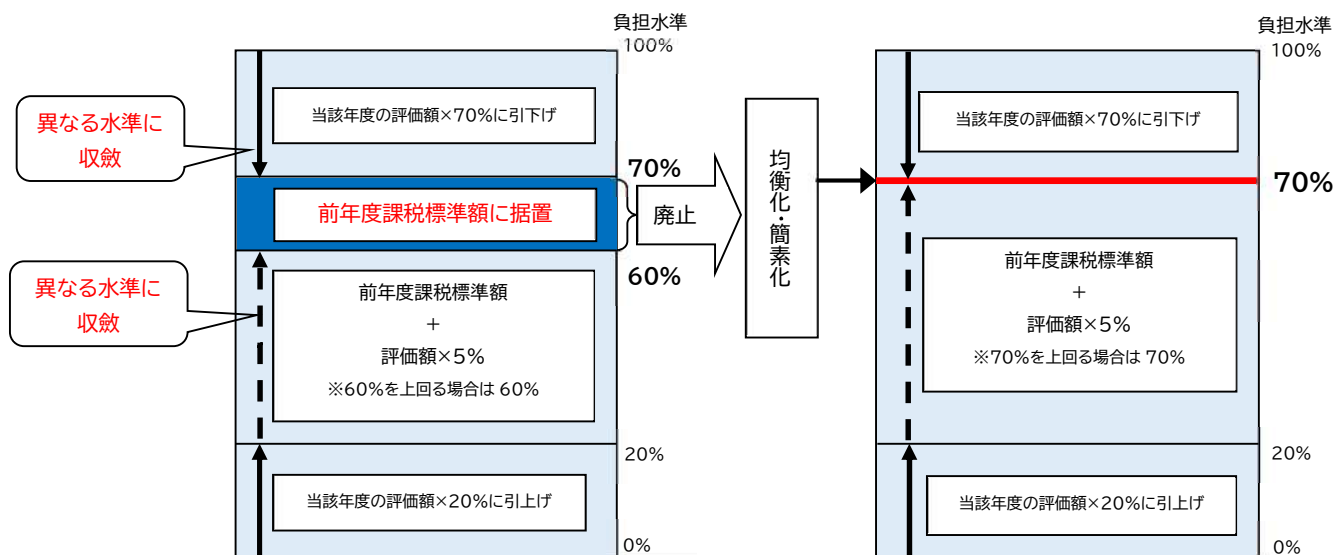 負担水準
100%
当該年度の評価額×70%に引下げ
異なる水準に
収斂
70%
前年度課税標準額に据置
廃止
60%
異なる水準に
収斂
前年度課税標準額
+
評価額×5%
※60%を上回る場合は 60%
20%
当該年度の評価額×20%に引上げ
0%
均衡化・簡素化
負担水準
100%
当該年度の評価額×70%に引下げ
70%
前年度課税標準額
+
評価額×5%
※70%を上回る場合は 70%
20%
当該年度の評価額×20%に引上げ
0%